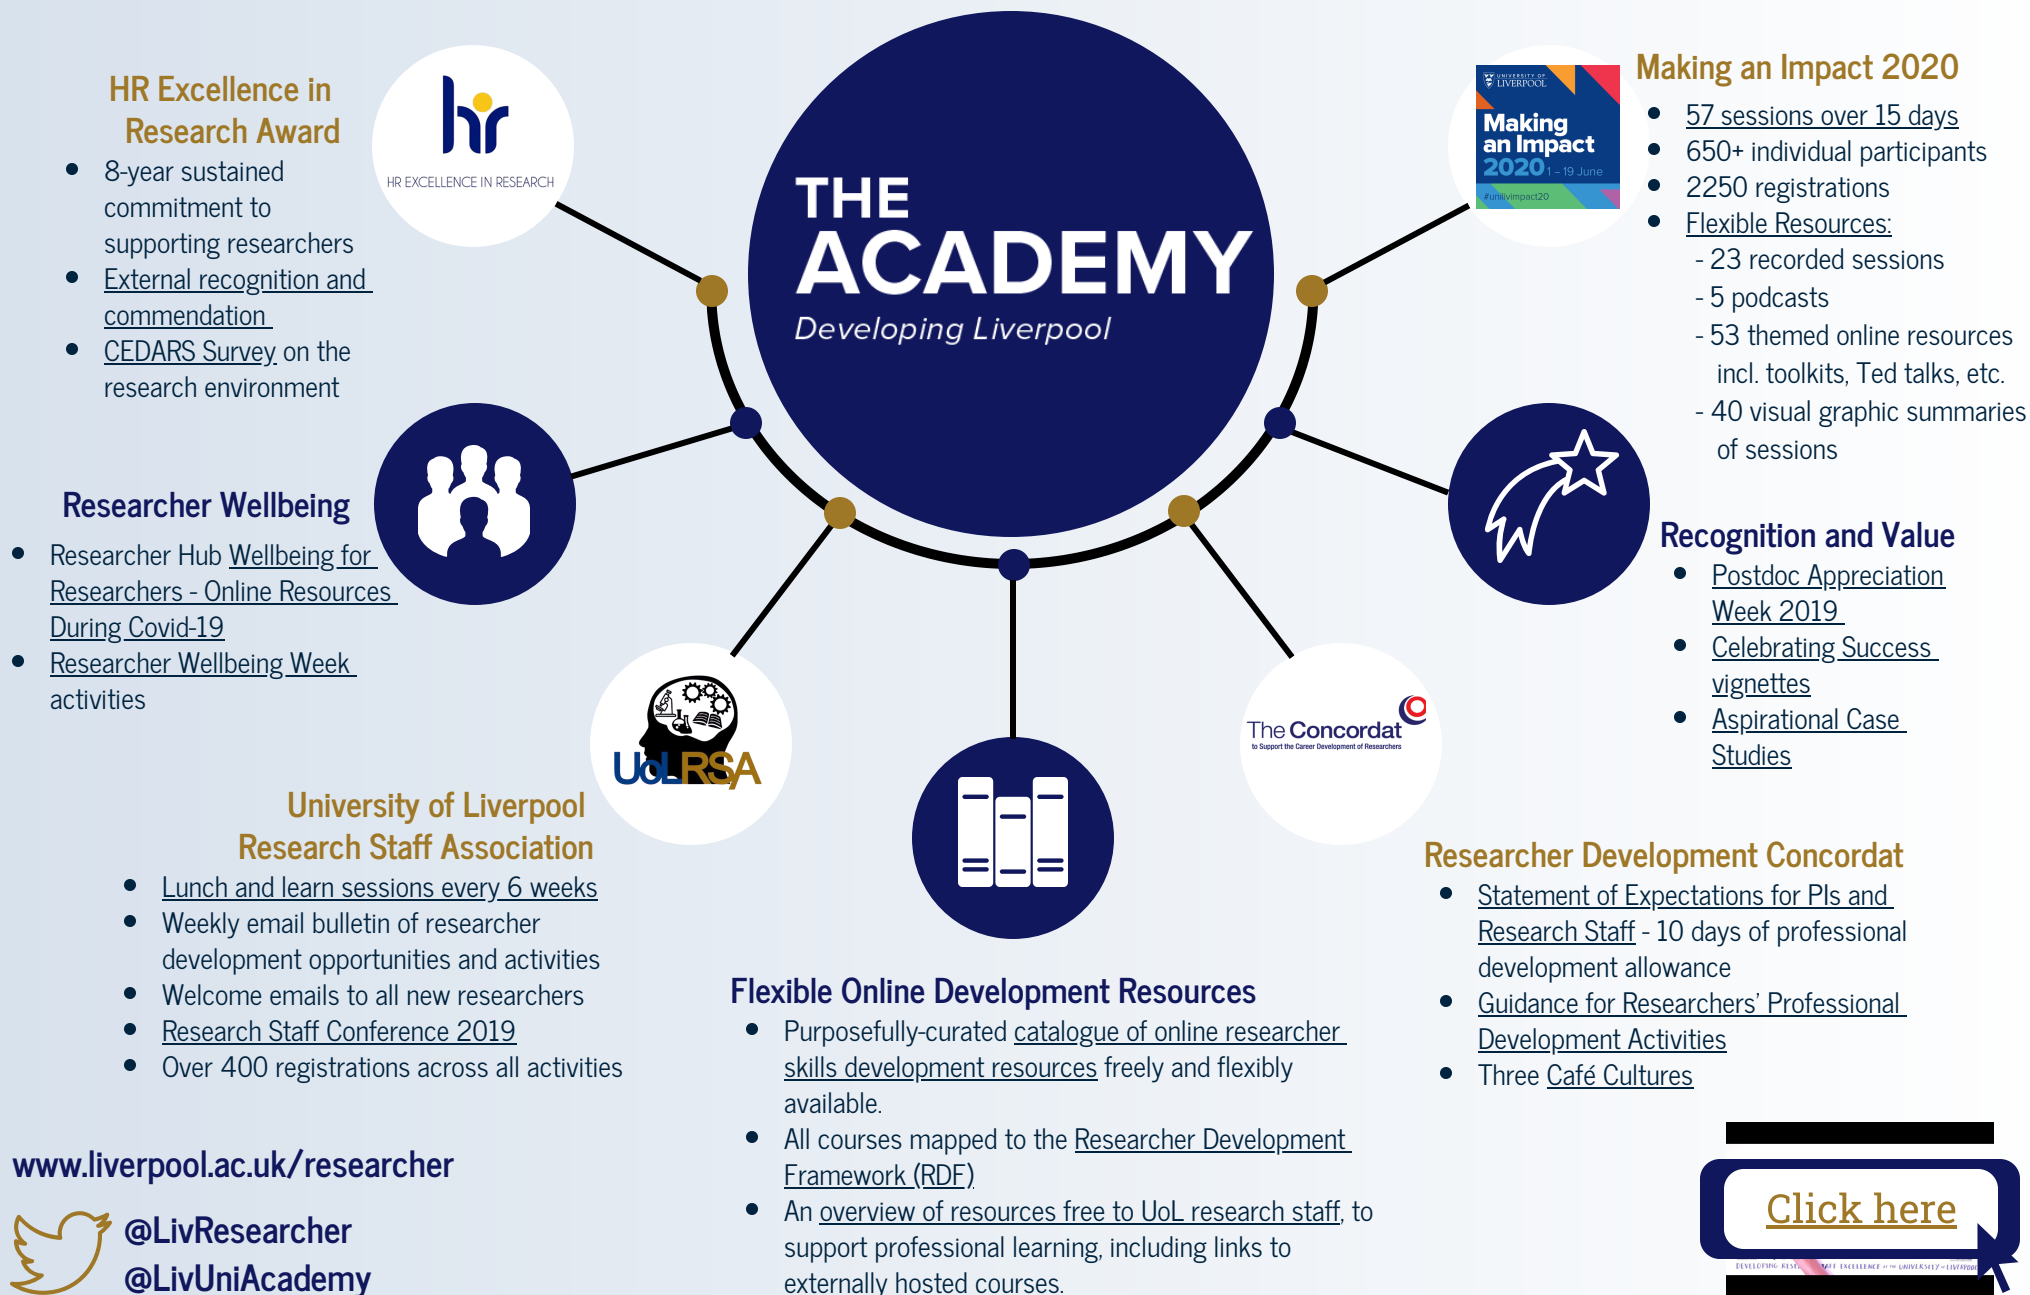 HR Excellence in
Research Award
8-year sustained
commitment to
supporting researchers
External recognition and
commendation
CEDARS Survey on the
research environment
hr
HR EXCELLENCE IN RESEARCH
THE
ACADEMY
Developing Liverpool
UNIVERSITY OF
LIVERPOOL
Making
an Impact
2020 1 – 19 June
#unilivimpact20
Making an Impact 2020
57 sessions over 15 days
650+ individual participants
2250 registrations
Flexible Resources:
- 23 recorded sessions
- 5 podcasts
- 53 themed online resources
incl. toolkits, Ted talks, etc.
- 40 visual graphic summaries
of sessions
Researcher Wellbeing
Researcher Hub Wellbeing for
Researchers - Online Resources
During Covid-19
Researcher Wellbeing Week
activities
Recognition and Value
Postdoc Appreciation
Week 2019
Celebrating Success
vignettes
Aspirational Case
Studies
UoLRSA
The Concordat
to Support the Career Development of Researchers
University of Liverpool
Research Staff Association
Lunch and learn sessions every 6 weeks
Weekly email bulletin of researcher
development opportunities and activities
Welcome emails to all new researchers
Research Staff Conference 2019
Over 400 registrations across all activities
Flexible Online Development Resources
Purposefully-curated catalogue of online researcher
skills development resources freely and flexibly
available.
All courses mapped to the Researcher Development
Framework (RDF)
An overview of resources free to UoL research staff, to
support professional learning, including links to
externally hosted courses.
Researcher Development Concordat
Statement of Expectations for PIs and
Research Staff - 10 days of professional
development allowance
Guidance for Researchers' Professional
Development Activities
Three Café Cultures
www.liverpool.ac.uk/researcher
@LivResearcher
@LivUniAcademy
Click here
DEVELOPING EXCELLENCE AT THE UNIVERSITY OF LIVERPOOL